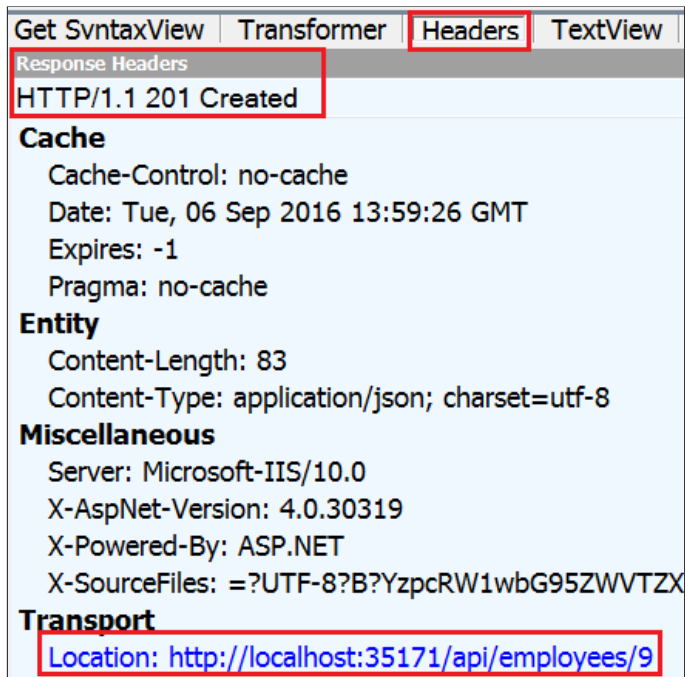 Get SyntaxView Transformer Headers TextView
Response Headers
HTTP/1.1 201 Created
Cache
Cache-Control: no-cache
Date: Tue, 06 Sep 2016 13:59:26 GMT
Expires: -1
Pragma: no-cache
Entity
Content-Length: 83
Content-Type: application/json; charset=utf-8
Miscellaneous
Server: Microsoft-IIS/10.0
X-AspNet-Version: 4.0.30319
X-Powered-By: ASP.NET
X-SourceFiles: =?UTF-8?B?YzpcRW1wbG95ZWVTZX
Transport
Location: http://localhost:35171/api/employees/9